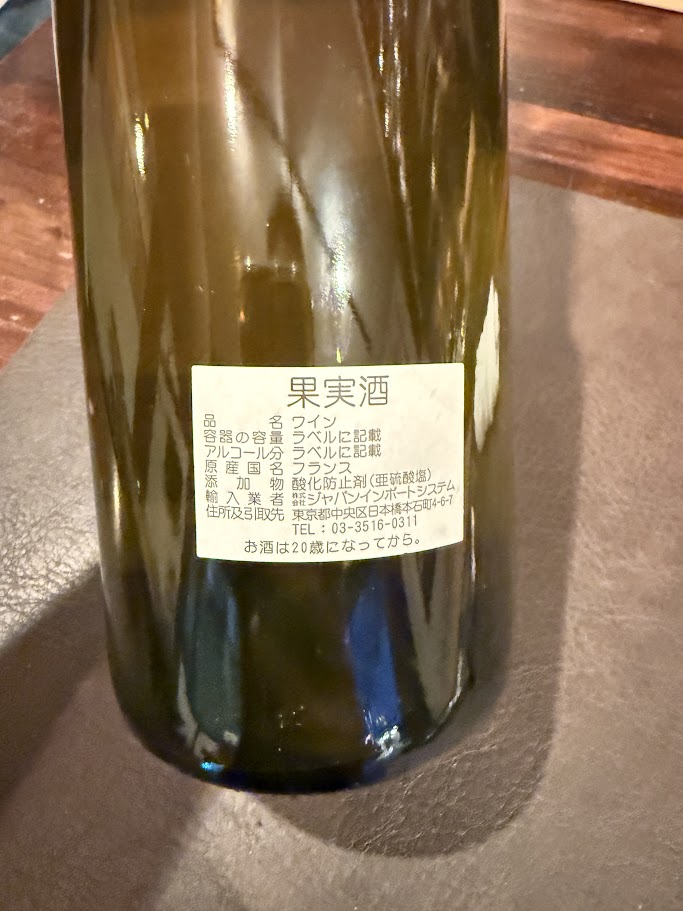 果実酒
品名 ワイン
容器の容量 ラベルに記載
アルコール分 ラベルに記載
原産国名 フランス
添加物 酸化防止剤(亜硫酸塩)
輸入業者 株式会社ジャパンインポートシステム
住所及引取先 東京都中央区日本橋本石町4-6-7
TEL:03-3516-0311
お酒は20歳になってから。